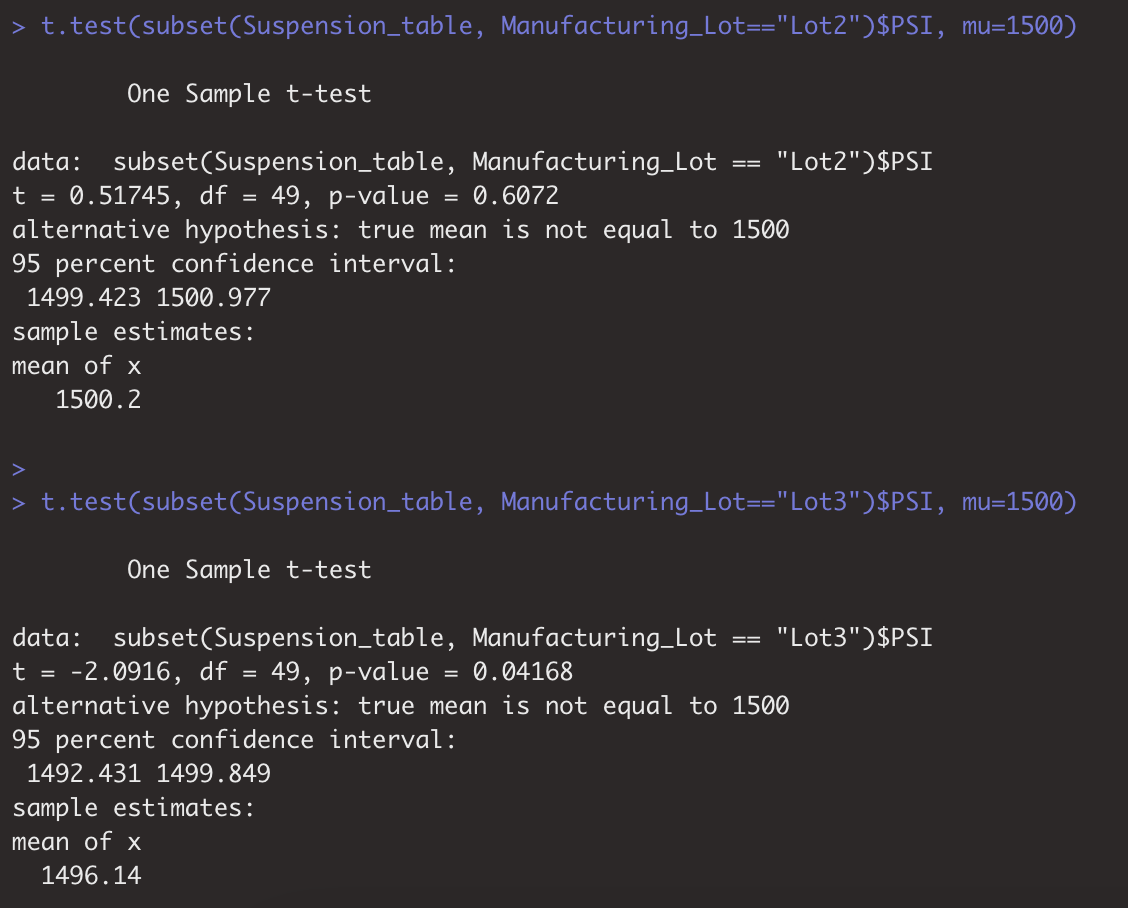 > t.test(subset(Suspension_table, Manufacturing_Lot=="Lot2")$PSI, mu=1500)
One Sample t-test
data:  subset(Suspension_table, Manufacturing_Lot == "Lot2")$PSI
t = 0.51745, df = 49, p-value = 0.6072
alternative hypothesis: true mean is not equal to 1500
95 percent confidence interval:
1499.423 1500.977
sample estimates:
mean of x
1500.2
>
> t.test(subset(Suspension_table, Manufacturing_Lot=="Lot3")$PSI, mu=1500)
One Sample t-test
data:  subset(Suspension_table, Manufacturing_Lot == "Lot3")$PSI
t = -2.0916, df = 49, p-value = 0.04168
alternative hypothesis: true mean is not equal to 1500
95 percent confidence interval:
1492.431 1499.849
sample estimates:
mean of x
1496.14